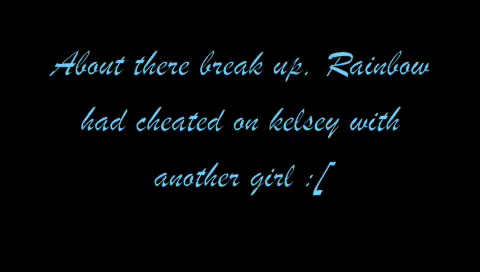 About there break up. Rainbow
had cheated on kelsey with
another girl :[